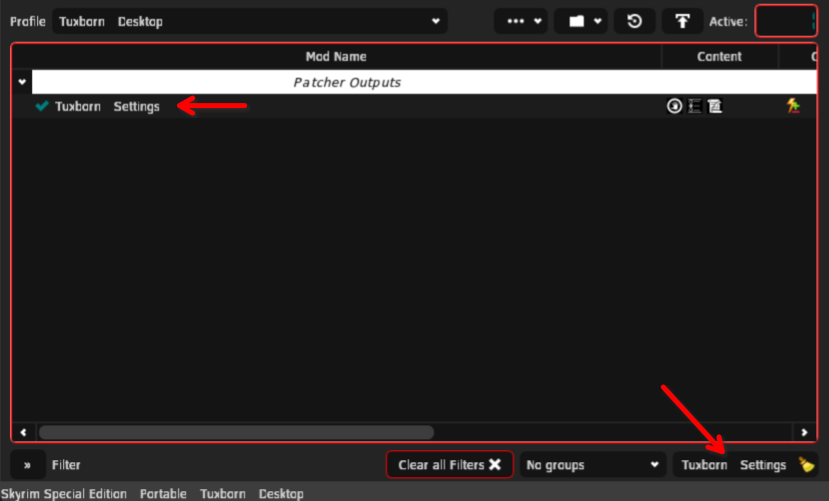 Profile Tuxborn Desktop Active:
Mod Name Content
Patcher Outputs
Tuxborn Settings
» Filter Clear all Filters No groups Tuxborn Settings
Skyrim Special Edition Portable Tuxborn Desktop